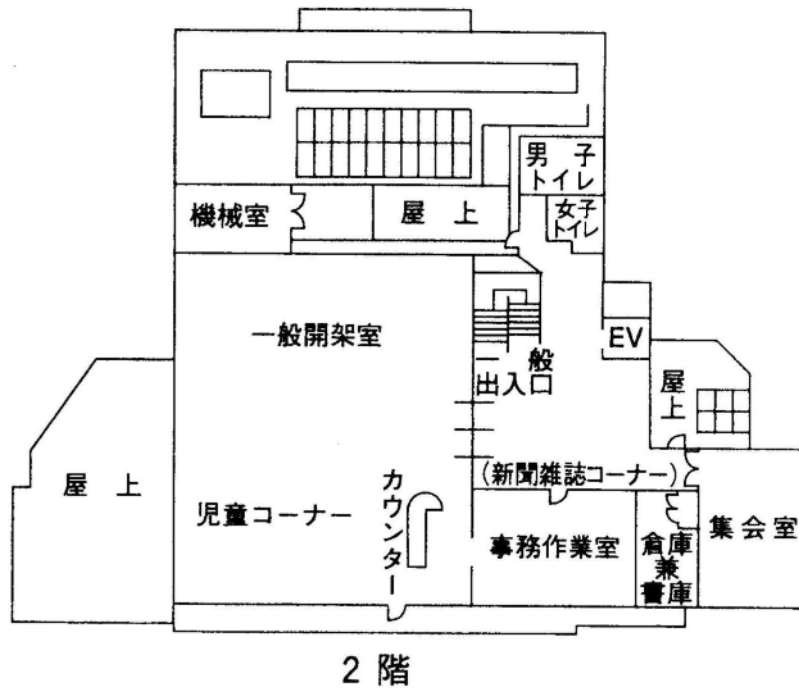 男子
トイレ
機械室
屋上
女子
トイレ
一般開架室
EV
一般
出入口
屋上
(新聞雑誌コーナー)
屋上
児童コーナー
カウンター
事務作業室
倉庫
兼
書庫
集会室
2階